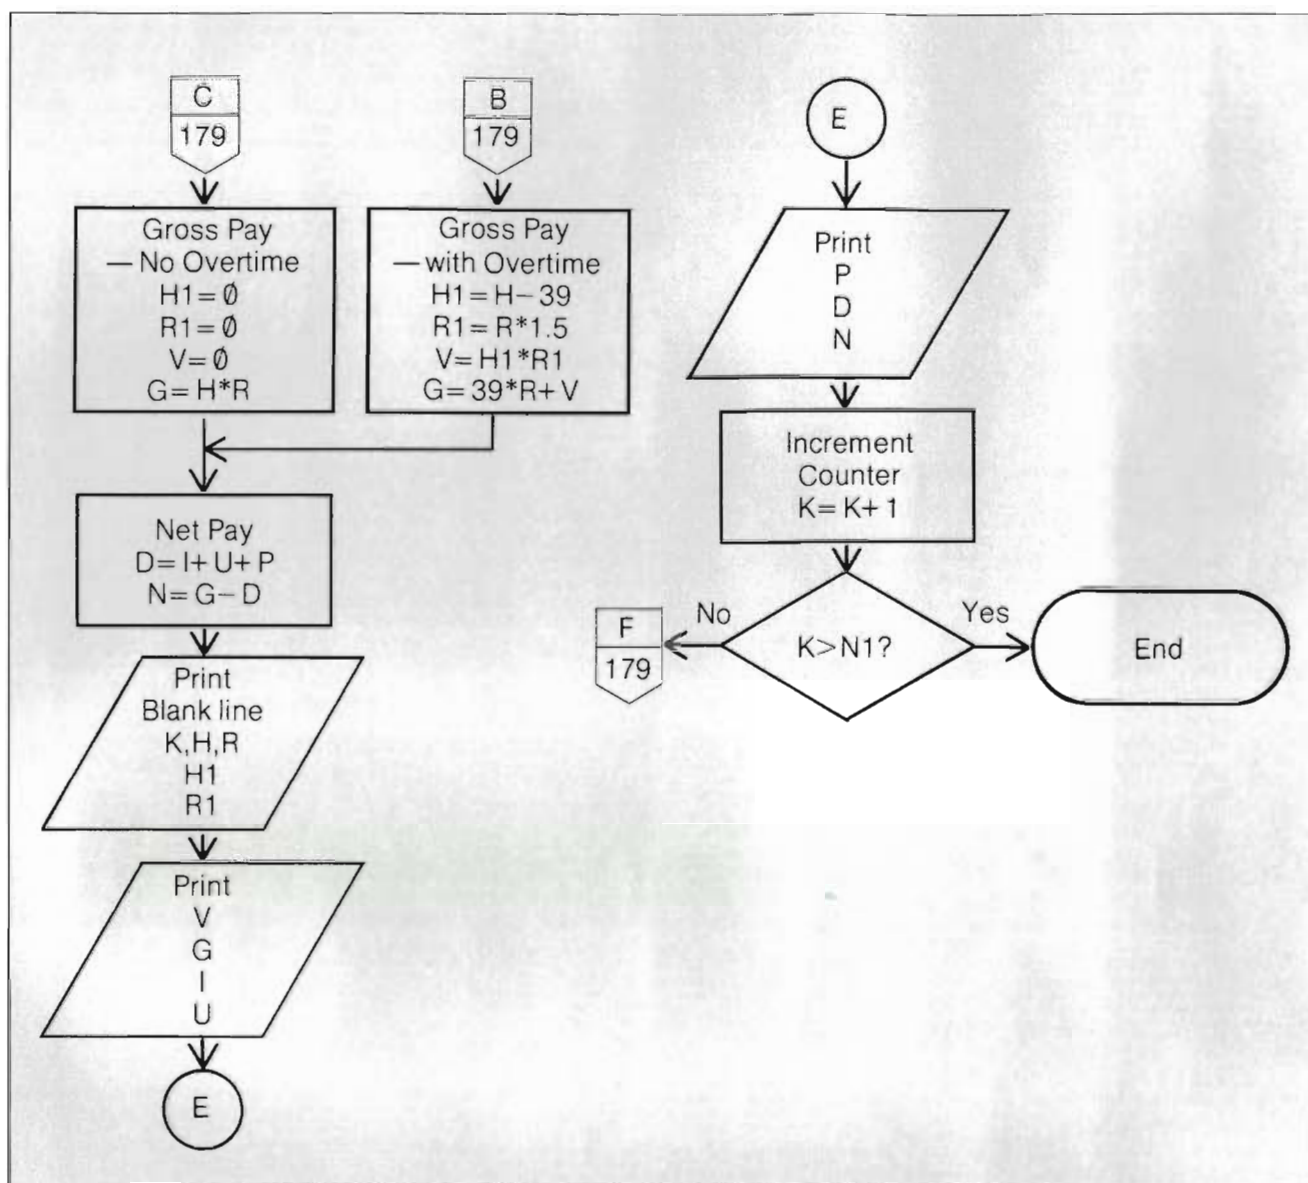 C
179
Gross Pay
— No Overtime
H1=Ø
R1=Ø
V=Ø
G=H*R
B
179
Gross Pay
— with Overtime
H1=H-39
R1=R*1.5
V=H1*R1
G=39*R+V
Net Pay
D=I+U+P
N=G-D
Print
Blank line
K,H,R
H1
R1
Print
V
G
I
U
E
E
Print
P
D
N
Increment
Counter
K=K+1
K>N1?
No
Yes
F
179
End